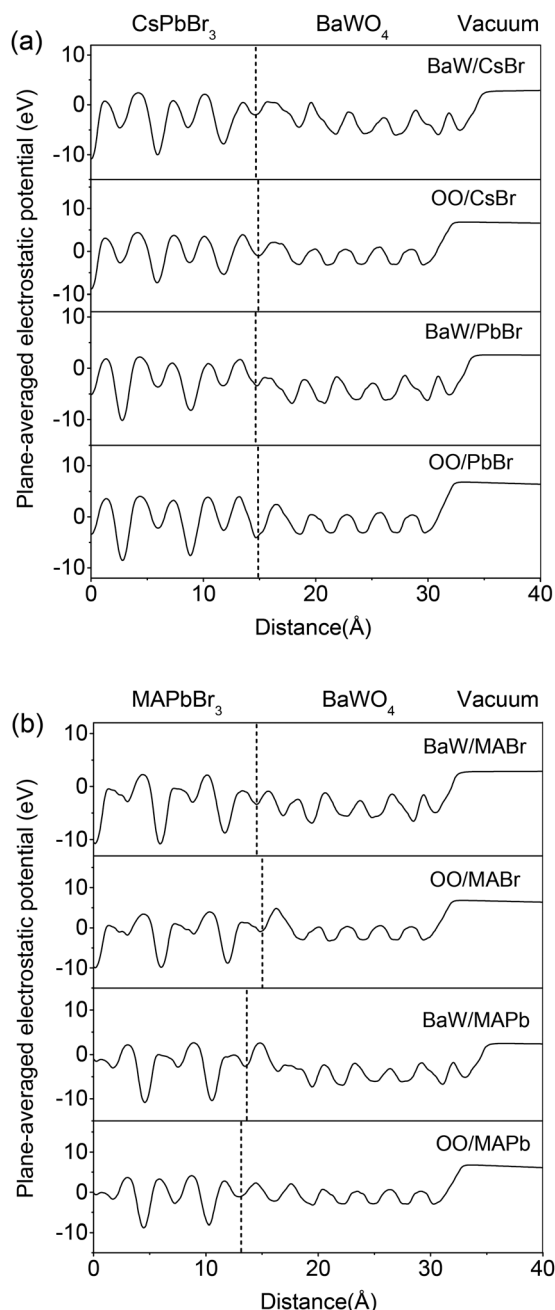 (a)
CsPbBr₃ BaWO₄ Vacuum
Plane-averaged electrostatic potential (eV)
10
0
-10
BaW/CsBr
10
0
-10
OO/CsBr
10
0
-10
BaW/PbBr
10
0
-10
OO/PbBr
0 10 20 30 40
Distance(Å)
(b)
MAPbBr₃ BaWO₄ Vacuum
Plane-averaged electrostatic potential (eV)
10
0
-10
BaW/MABr
10
0
-10
OO/MABr
10
0
-10
BaW/MAPb
10
0
-10
OO/MAPb
0 10 20 30 40
Distance(Å)